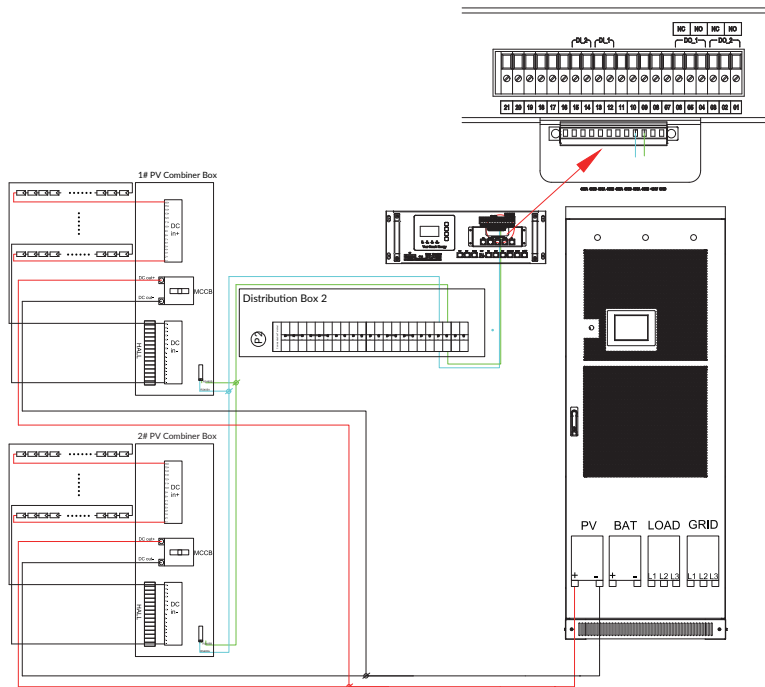 NC NO NC NO
DI_2 DI_1 DO_1 DO_2
21 20 19 18 17 16 15 14 13 12 11 10 09 08 07 06 05 04 03 02 01
1# PV Combiner Box
DC
in+
DC out+
MCCB
DC out-
HALL
DC
in-
Distribution Box 2
P2
2# PV Combiner Box
DC
in+
DC out+
MCCB
DC out-
HALL
DC
in-
PV BAT LOAD GRID
+ - + - L1 L2 L3 L1 L2 L3